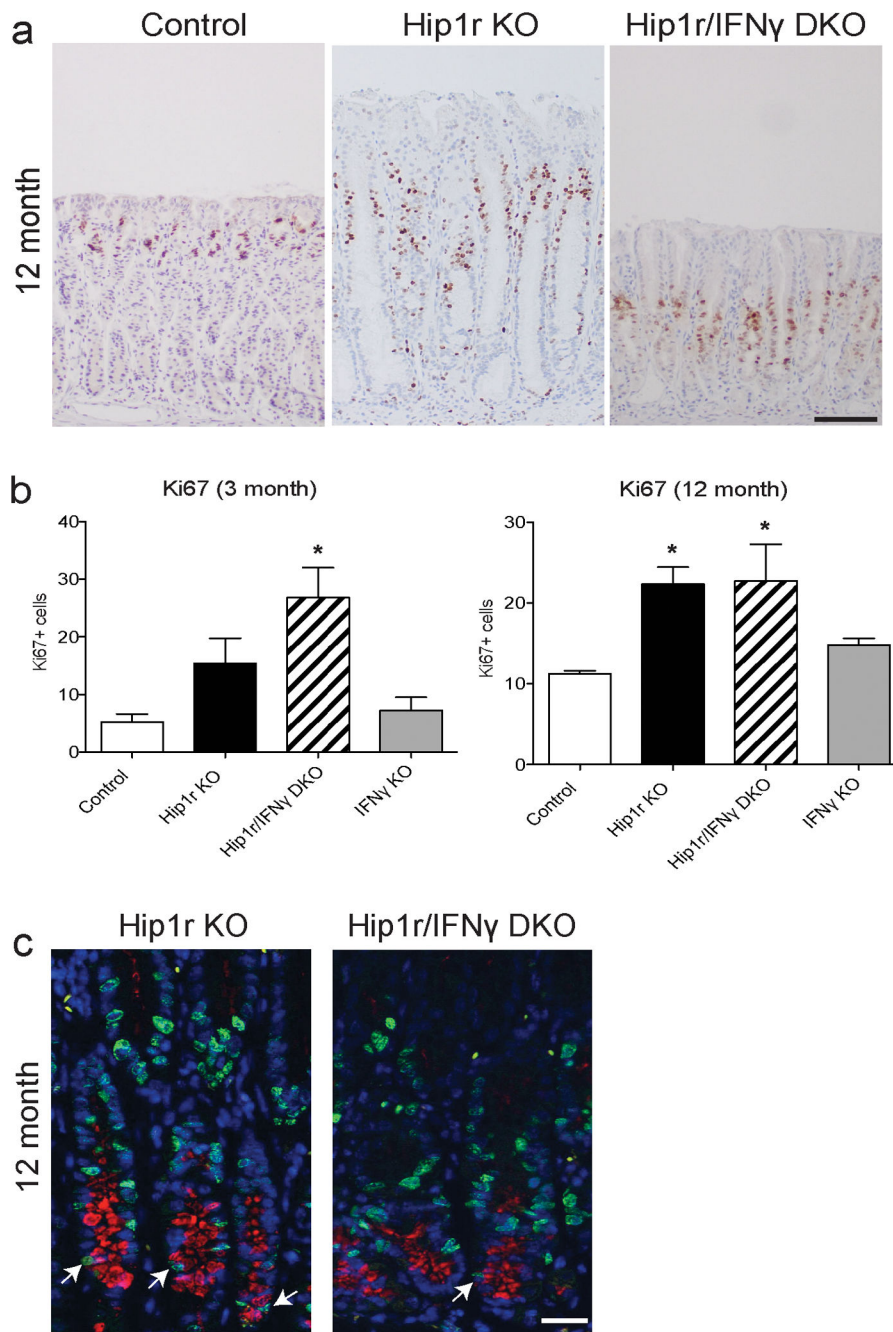 a
Control
Hip1r KO
Hip1r/IFNγ DKO
12 month
b
Ki67 (3 month)
Ki67+ cells
40
30
20
10
0
*
Control
Hip1r KO
Hip1r/IFNγ DKO
IFNγ KO
Ki67 (12 month)
Ki67+ cells
30
20
10
0
*
*
Control
Hip1r KO
Hip1r/IFNγ DKO
IFNγ KO
c
Hip1r KO
Hip1r/IFNγ DKO
12 month